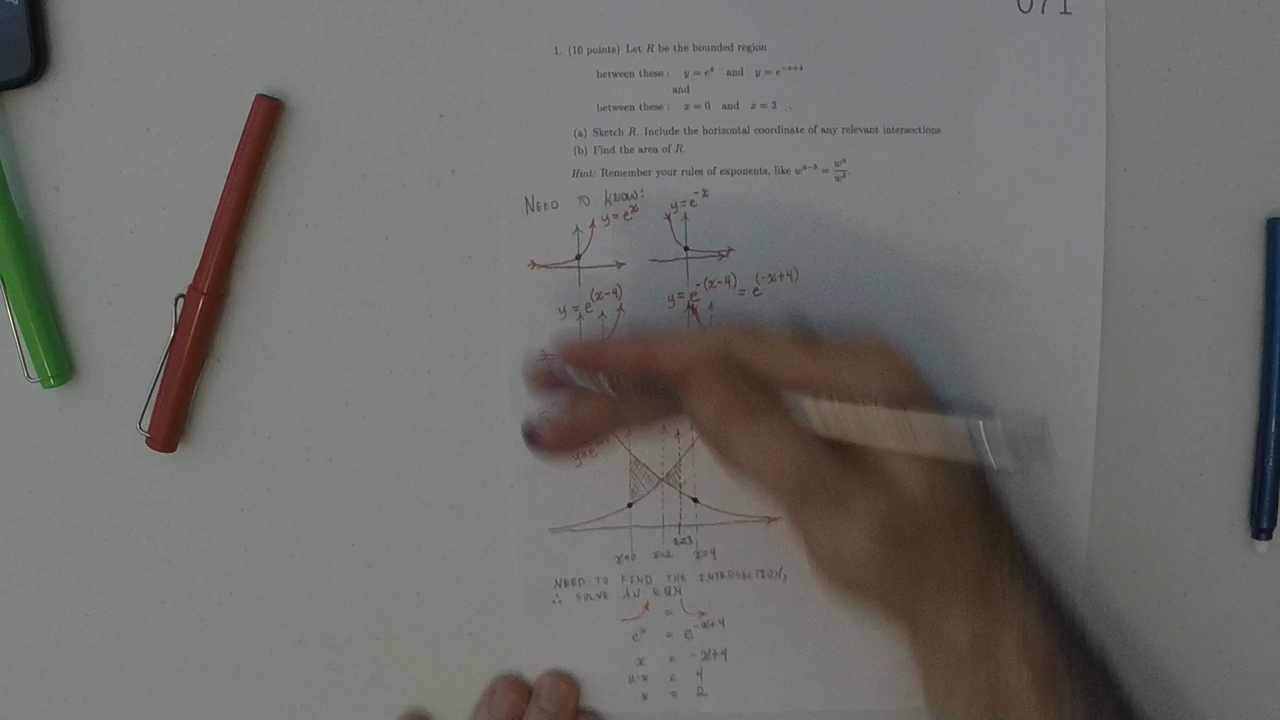 071
1. (10 points) Let R be the bounded region
between these : y = e^x and y = e^{-x+4}
and
between these : x = 0 and x = 3 .
(a) Sketch R. Include the horizontal coordinate of any relevant intersections.
(b) Find the area of R.
Hint: Remember your rules of exponents, like w^{a-b} = w^a/w^b.
NEED TO KNOW:
y=e^x y=e^{-x}
y=e^{(x-4)} y=e^{-(x-4)} = e^{(-x+4)}
x=0 x=2 x=3 x=4
NEED TO FIND THE INTERSECTION,
∴ SOLVE AN EQN
=
e^x = e^{-x+4}
x = -x+4
2x = 4
x = 2